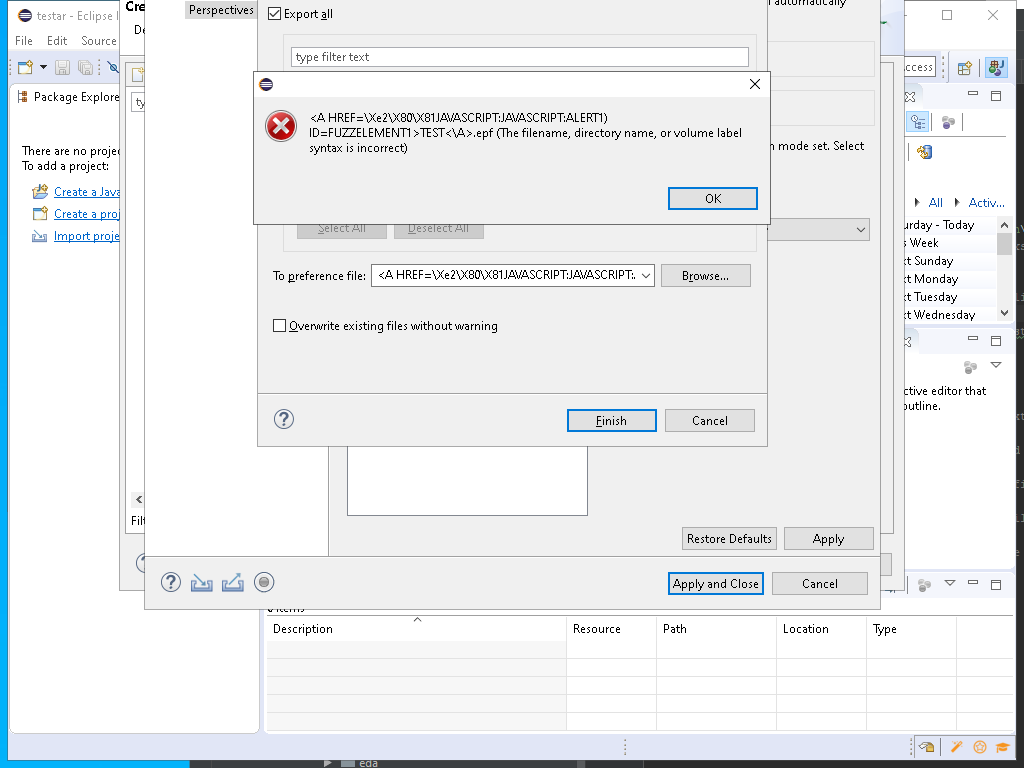 testar - Eclipse I
File Edit Source
Package Explore
There are no projec
To add a project:
Create a Java
Create a proj
Import proje
Cre
De
ty
Filt
Perspectives
Export all
type filter text
<A HREF=\Xe2\X80\X81JAVASCRIPT:JAVASCRIPT:ALERT1)
ID=FUZZELEMENT1>TEST<\A>.epf (The filename, directory name, or volume label
syntax is incorrect)
OK
Select All Deselect All
To preference file: <A HREF=\Xe2\X80\X81JAVASCRIPT:JAVASCRIPT:.
Browse...
Overwrite existing files without warning
Finish Cancel
Restore Defaults Apply
Apply and Close Cancel
automatically
n mode set. Select
ccess
All Activ...
urday - Today
s Week
xt Sunday
xt Monday
xt Tuesday
xt Wednesday
ctive editor that
outline.
0 items
Description Resource Path Location Type
eda